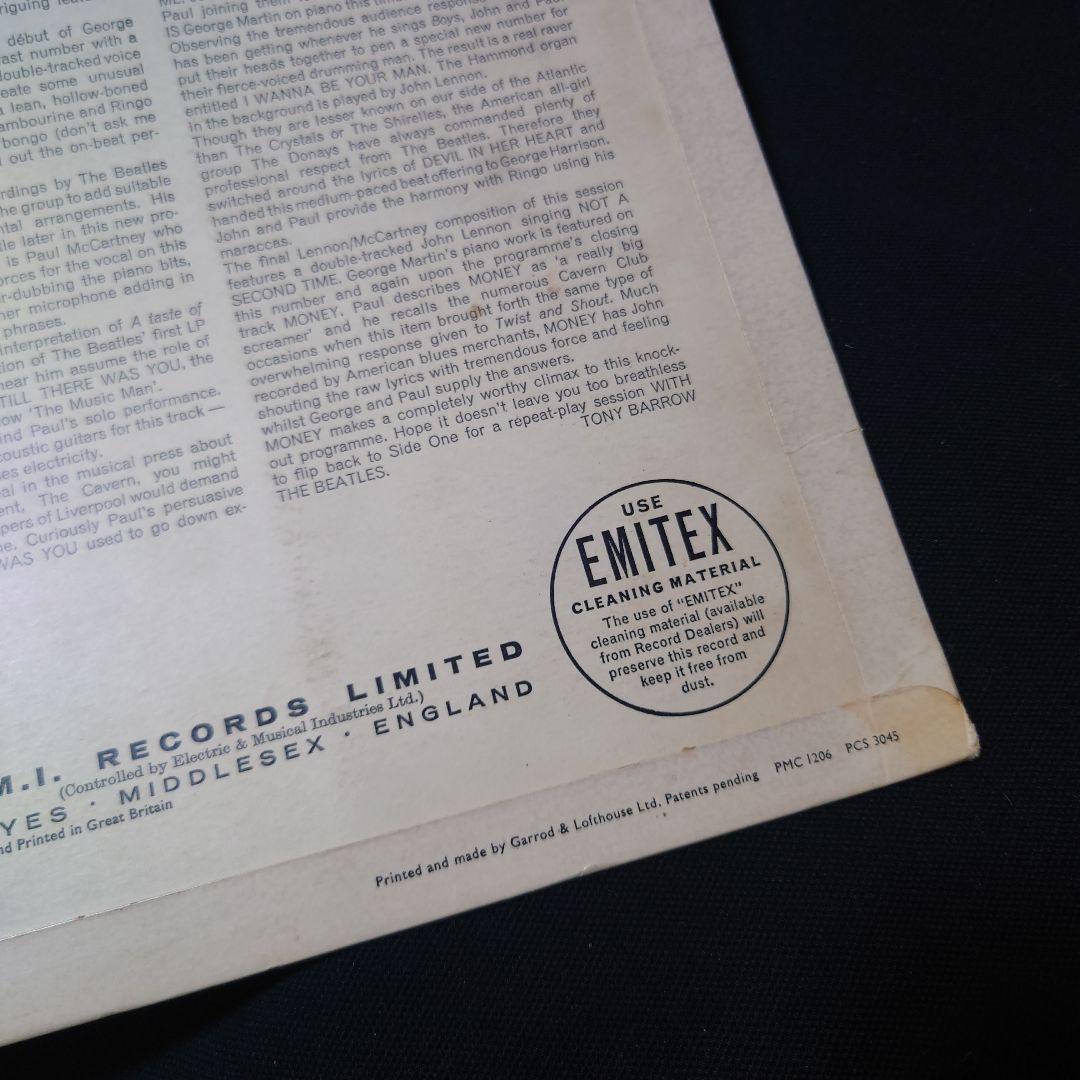 début of George
ast number with a
double-tracked voice
eate some unusual
lean, hollow-boned
ambourine and Ringo
bongo (don't ask me
out the on-beat per-
rdings by The Beatles
he group to add suitable
ntal arrangements. His
tle later in this new pro-
is Paul McCartney who
orces for the vocal on this
r-dubbing the piano bits,
her microphone adding in
phrases.
interpretation of A taste of
tion of The Beatles' first LP
hear him assume the role of
TILL THERE WAS YOU, the
ow 'The Music Man'.
ind Paul's solo performance.
coustic guitars for this track —
es electricity.
al in the musical press about
ent, The Cavern, you might
pers of Liverpool would demand
ne. Curiously Paul's persuasive
WAS YOU used to go down ex-
Paul joining them
IS George Martin on piano this
Observing the tremendous audience response
has been getting whenever he sings Boys, John and Paul
put their heads together to pen a special new number for
their fierce-voiced drumming man. The result is a real raver
entitled I WANNA BE YOUR MAN. The Hammond organ
in the background is played by John Lennon.
Though they are lesser known on our side of the Atlantic
than The Crystals or The Shirelles, the American all-girl
group The Donays have always commanded plenty of
professional respect from The Beatles. Therefore they
switched around the lyrics of DEVIL IN HER HEART and
handed this medium-paced beat offering to George Harrison.
John and Paul provide the harmony with Ringo using his
maraccas.
The final Lennon/McCartney composition of this session
features a double-tracked John Lennon singing NOT A
SECOND TIME. George Martin's piano work is featured on
this number and again upon the programme's closing
track MONEY. Paul describes MONEY as 'a really big
screamer' and he recalls the numerous Cavern Club
occasions when this item brought forth the same type of
overwhelming response given to Twist and Shout. Much
recorded by American blues merchants, MONEY has John
shouting the raw lyrics with tremendous force and feeling
whilst George and Paul supply the answers.
MONEY makes a completely worthy climax to this knock-
out programme. Hope it doesn't leave you too breathless
to flip back to Side One for a repeat-play session WITH
THE BEATLES.
TONY BARROW
USE
EMITEX
CLEANING MATERIAL
The use of "EMITEX"
cleaning material (available
from Record Dealers) will
preserve this record and
keep it free from
dust.
M.I. RECORDS LIMITED
(Controlled by Electric & Musical Industries Ltd.)
YES · MIDDLESEX · ENGLAND
nd Printed in Great Britain
Printed and made by Garrod & Lofthouse Ltd. Patents pending PMC 1206 PCS 3045